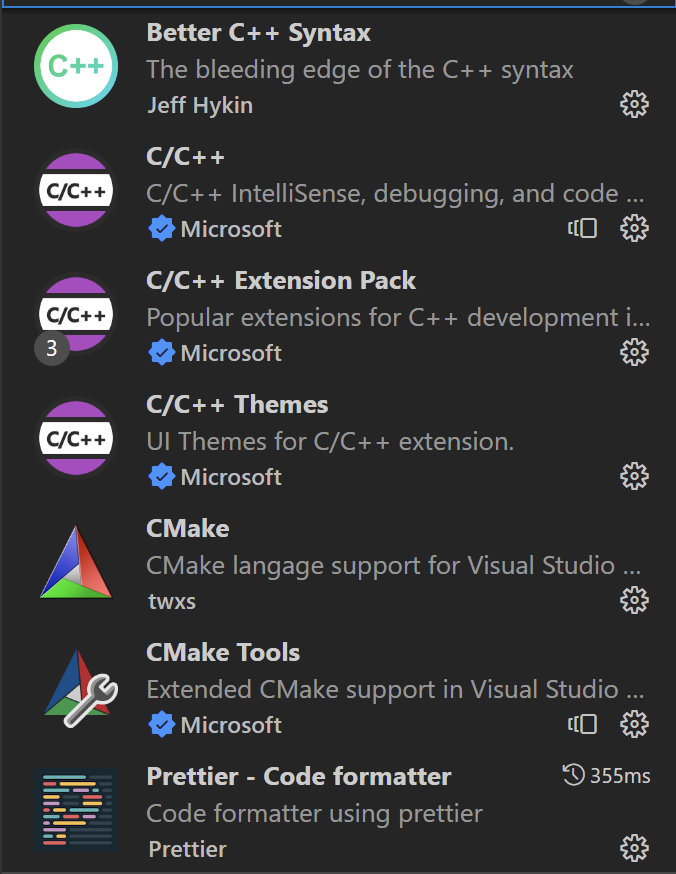 C++
Better C++ Syntax
The bleeding edge of the C++ syntax
Jeff Hykin
C/C++
C/C++
C/C++ IntelliSense, debugging, and code ...
Microsoft
C/C++
3
C/C++ Extension Pack
Popular extensions for C++ development i...
Microsoft
C/C++
C/C++ Themes
UI Themes for C/C++ extension.
Microsoft
CMake
CMake langage support for Visual Studio ...
twxs
CMake Tools
Extended CMake support in Visual Studio ...
Microsoft
Prettier - Code formatter
355ms
Code formatter using prettier
Prettier